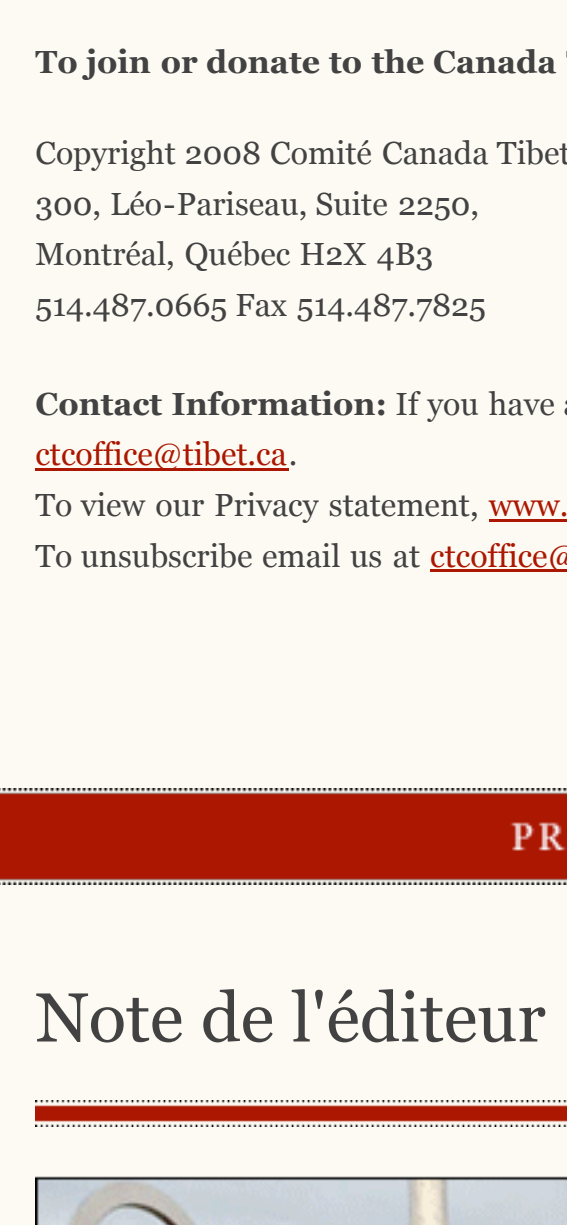 To join or donate to the Canada
Copyright 2008 Comité Canada Tibet
300, Léo-Pariseau, Suite 2250,
Montréal, Québec H2X 4B3
514.487.0665 Fax 514.487.7825
Contact Information: If you have a
ctcoffice@tibet.ca.
To view our Privacy statement, www.
To unsubscribe email us at ctcoffice@
PR
Note de l'éditeur